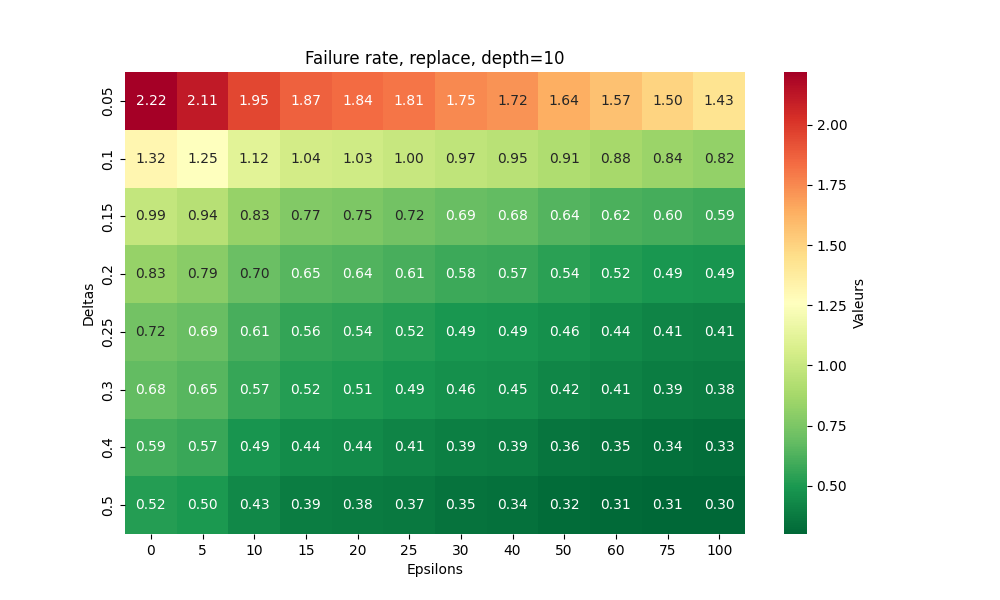 Failure rate, replace, depth=10
0.05 2.22 2.11 1.95 1.87 1.84 1.81 1.75 1.72 1.64 1.57 1.50 1.43
0.1 1.32 1.25 1.12 1.04 1.03 1.00 0.97 0.95 0.91 0.88 0.84 0.82
0.15 0.99 0.94 0.83 0.77 0.75 0.72 0.69 0.68 0.64 0.62 0.60 0.59
0.2 0.83 0.79 0.70 0.65 0.64 0.61 0.58 0.57 0.54 0.52 0.49 0.49
0.25 0.72 0.69 0.61 0.56 0.54 0.52 0.49 0.49 0.46 0.44 0.41 0.41
0.3 0.68 0.65 0.57 0.52 0.51 0.49 0.46 0.45 0.42 0.41 0.39 0.38
0.4 0.59 0.57 0.49 0.44 0.44 0.41 0.39 0.39 0.36 0.35 0.34 0.33
0.5 0.52 0.50 0.43 0.39 0.38 0.37 0.35 0.34 0.32 0.31 0.31 0.30
0 5 10 15 20 25 30 40 50 60 75 100
Epsilons
Deltas
2.00
1.75
1.50
1.25
1.00
0.75
0.50
Valeurs